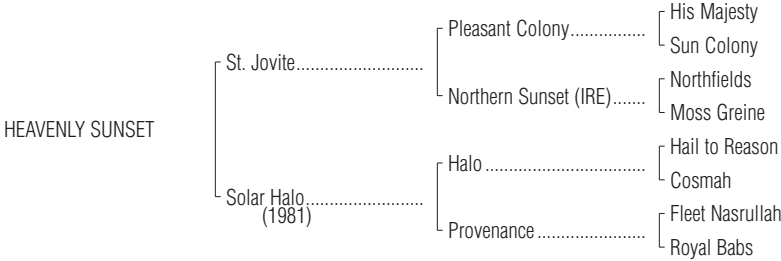 His Majesty
Pleasant Colony................
Sun Colony
St. Jovite..........................
Northfields
Northern Sunset (IRE).......
Moss Greine
HEAVENLY SUNSET
Hail to Reason
Halo .................................
Cosmah
Solar Halo........................
(1981)
Fleet Nasrullah
Provenance ......................
Royal Babs